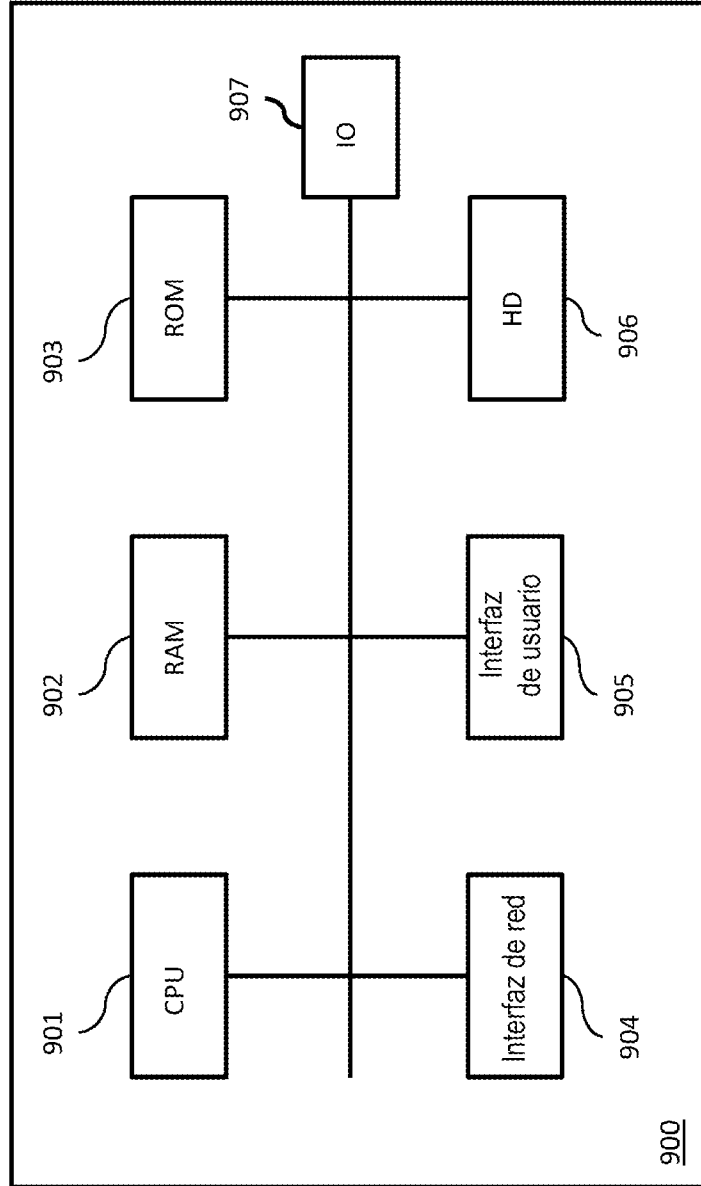 901
CPU
902
RAM
903
ROM
907
IO
Interfaz de red
904
Interfaz
de usuario
905
HD
906
900